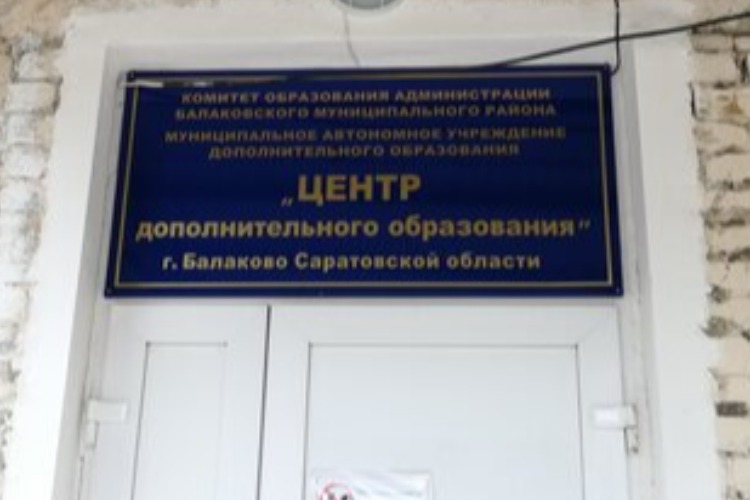 КОМИТЕТ ОБРАЗОВАНИЯ АДМИНИСТРАЦИИ
БАЛАКОВСКОГО МУНИЦИПАЛЬНОГО РАЙОНА
МУНИЦИПАЛЬНОЕ АВТОНОМНОЕ УЧРЕЖДЕНИЕ
ДОПОЛНИТЕЛЬНОГО ОБРАЗОВАНИЯ
„ЦЕНТР
дополнительного образования"
г. Балаково Саратовской области